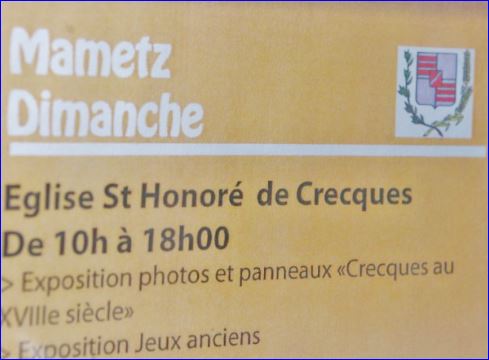 Mametz
Dimanche
Eglise St Honoré de Crecques
De 10h à 18h00
> Exposition photos et panneaux «Crecques au
XVIIIe siècle»
> Exposition Jeux anciens